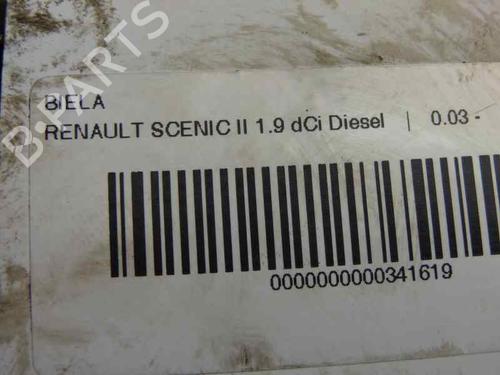 BIELA
RENAULT SCENIC II 1.9 dCi Diesel | 0.03 -
0000000000341619
B-PARTS